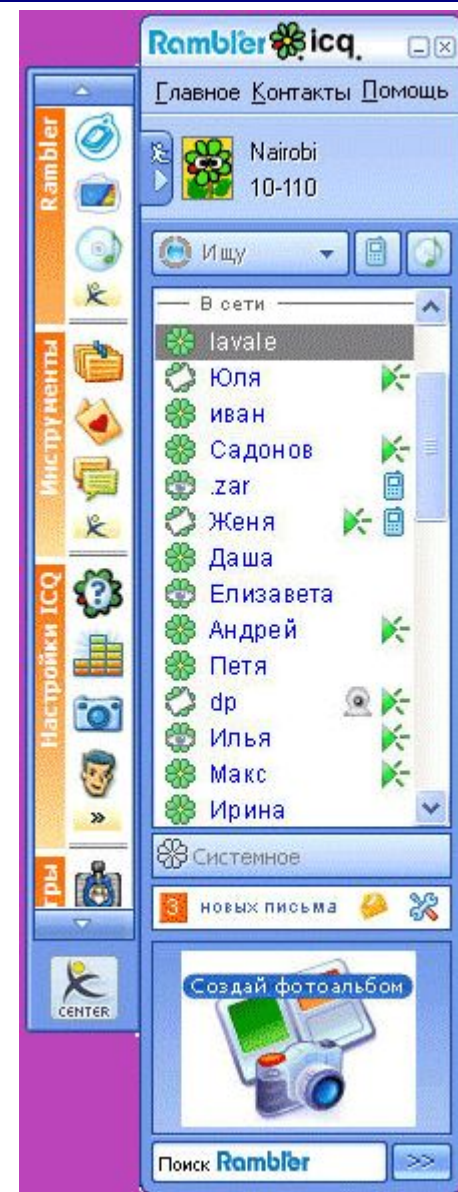 Rambler icq
Главное Контакты Помощь
Nairobi
10-110
Ищу
В сети
lavale
Юля
иван
Садонов
.zar
Женя
Даша
Елизавета
Андрей
Петя
dp
Илья
Макс
Ирина
Системное
3 новых письма
Создай фотоальбом
Поиск Rambler >>
Rambler
Инструменты
Настройки ICQ
»
гры
CENTER